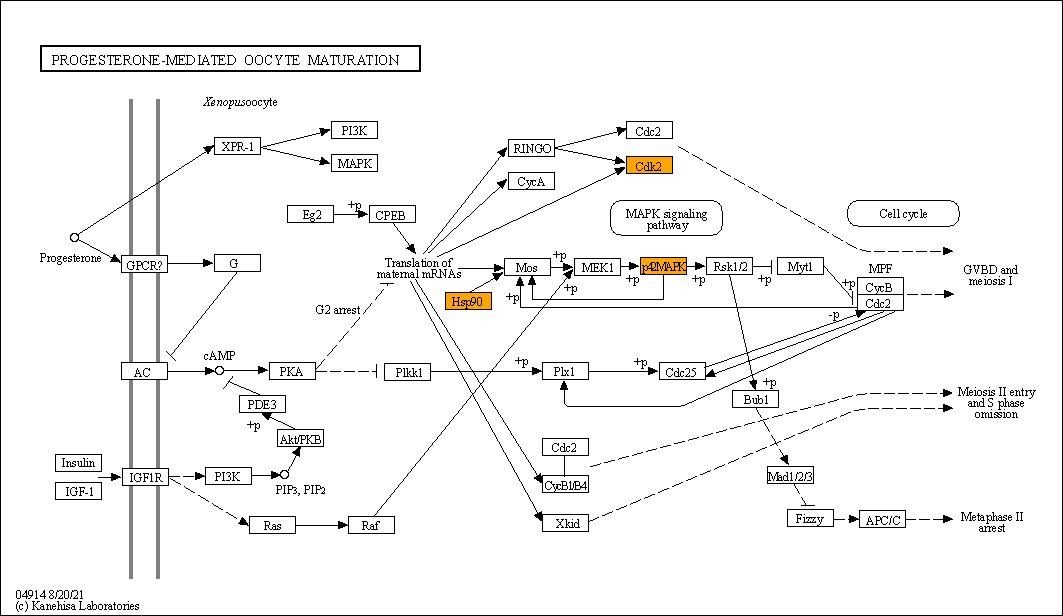 PROGESTERONE-MEDIATED OOCYTE MATURATION
Xenopusoocyte
XPR-1
PI3K
MAPK
RINGO
Cdc2
Cdk2
CycA
Eg2
+p
CPEB
MAPK signaling
pathway
Cell cycle
Progesterone
GPCR?
G
Translation of
maternal mRNAs
Mos
+p
MEK1
+p
p42MAPK
+p
Rsk1/2
+p
Myt1
+p
MPF
CycB
Cdc2
GVBD and
meiosis I
Hsp90
+p
+p
-p
G2 arrest
AC
cAMP
PKA
Plkk1
+p
Plx1
+p
Cdc25
PDE3
+p
Akt/PKB
+p
Bub1
Meiosis II entry
and S phase
omission
Insulin
IGF-1
IGF1R
PI3K
PIP3, PIP2
Cdc2
CycB1/B4
Mad1/2/3
Ras
Raf
Xkid
Fizzy
APC/C
Metaphase II
arrest
04914 8/20/21
(c) Kanehisa Laboratories